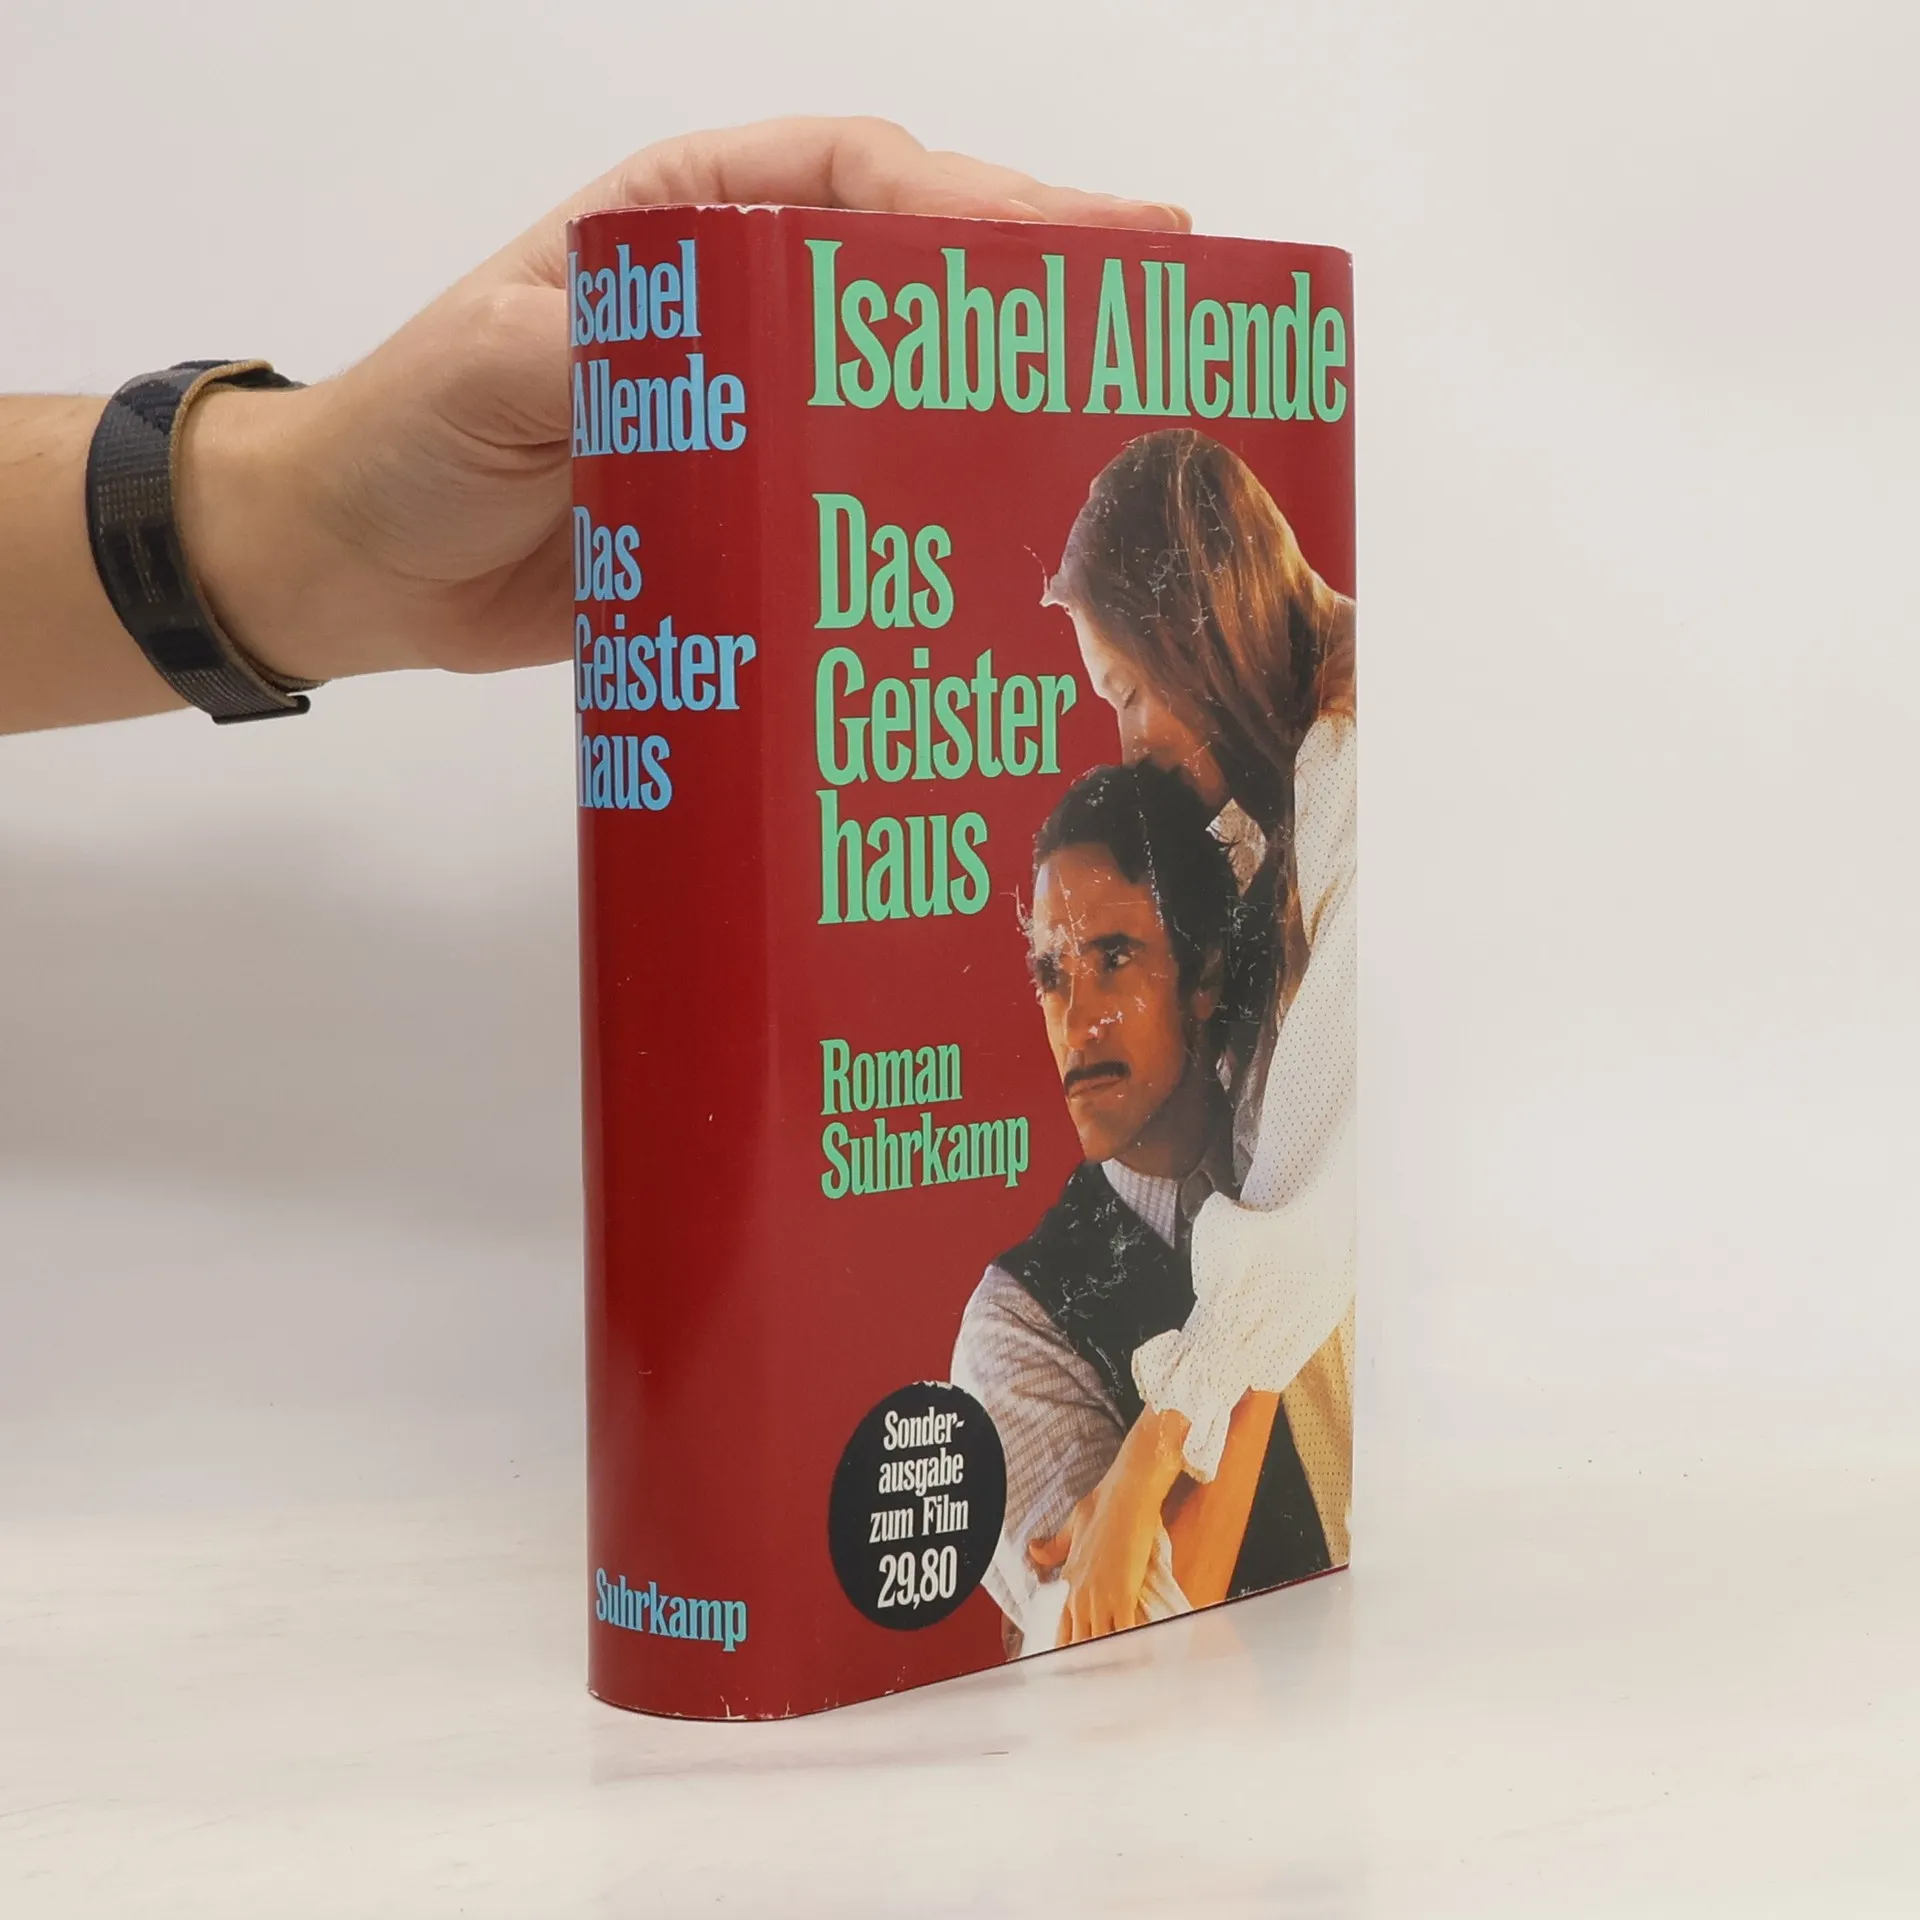 Isabel
Allende
Das
Geister
haus
Suhrkamp
Isabel Allende
Das
Geister
haus
Roman
Suhrkamp
Sonder-
ausgabe
zum Film
29,80